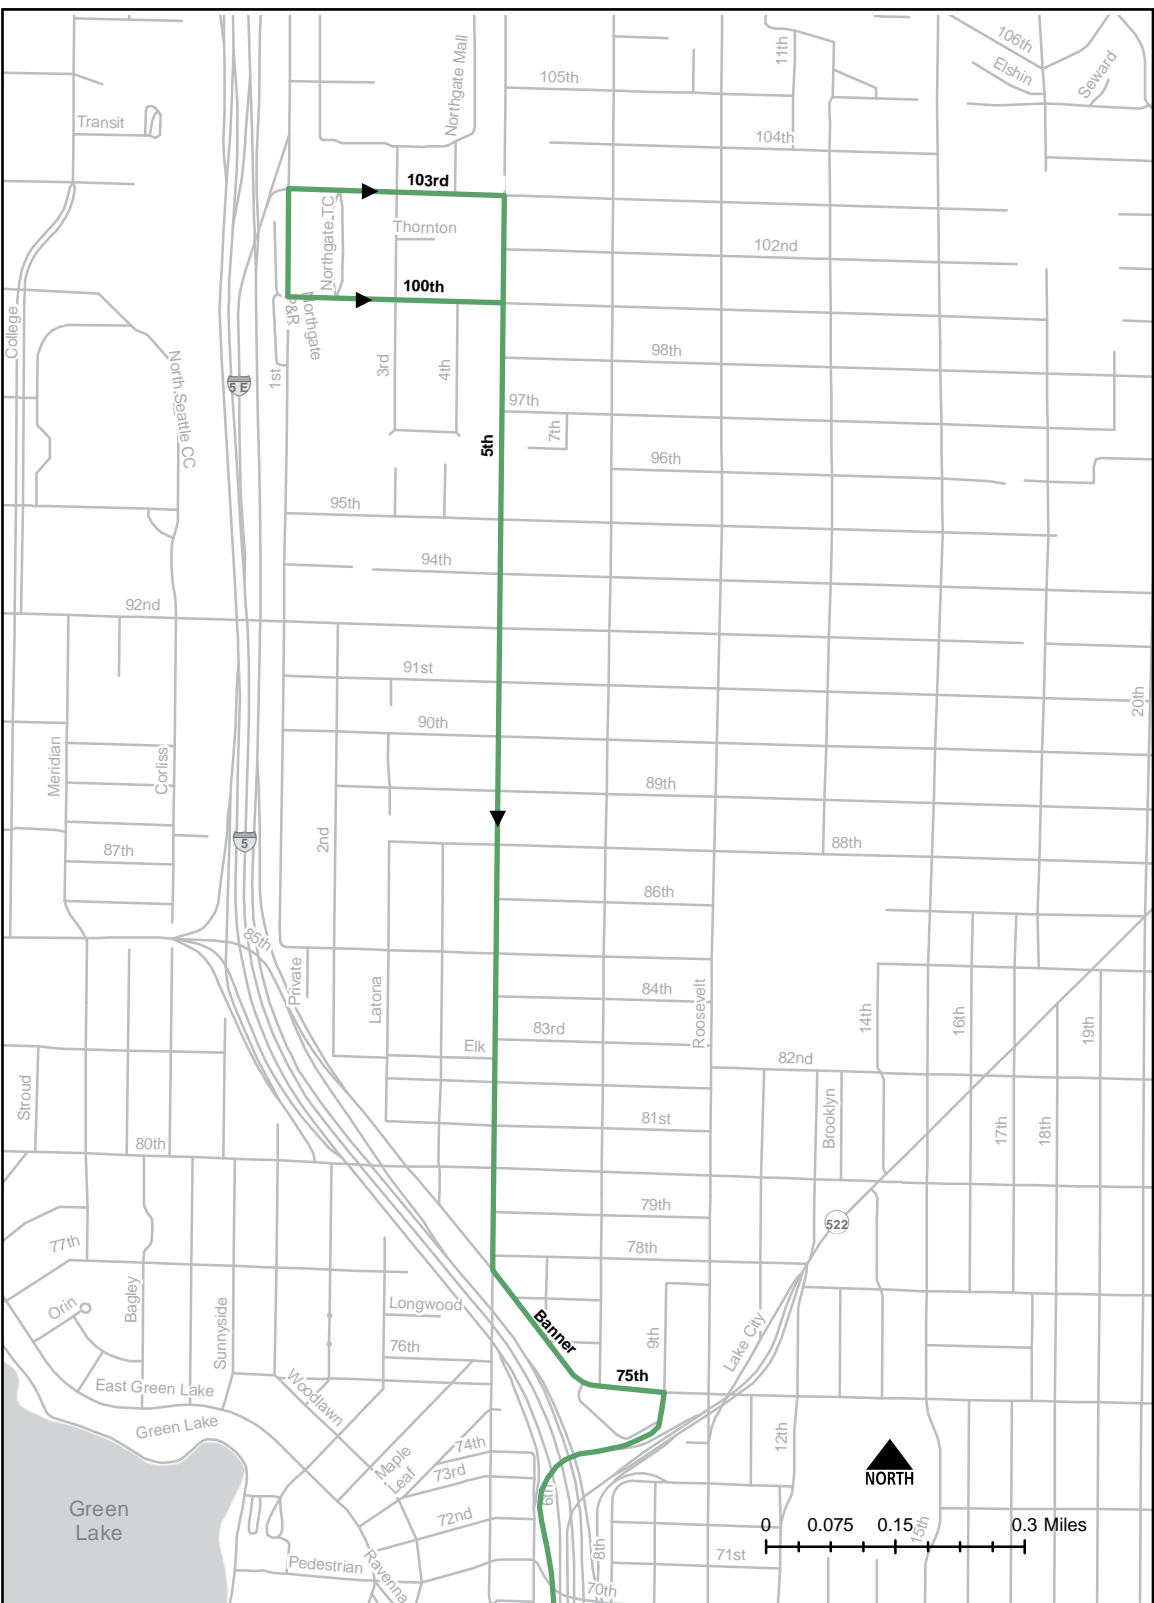 106th
Elshin
Seward
11th
Northgate Mall
105th
Transit
104th
103rd
Northgate TC
Thornton
102nd
100th
P&R
Northgate
College
North Seattle CC
5 E
1st
3rd
4th
98th
97th
7th
5th
96th
95th
94th
92nd
91st
20th
90th
Meridian
Corliss
89th
2nd
5
88th
87th
86th
85th
Private
Latona
84th
Roosevelt
14th
16th
19th
83rd
Elk
82nd
Stroud
Brooklyn
81st
17th
18th
80th
79th
522
77th
78th
Orin
Bagley
Sunnyside
Longwood
Banner
9th
Lake City
76th
75th
East Green Lake
Woodlawn
Green Lake
74th
12th
Maple
Leaf
73rd
NORTH
6th
Green
Lake
72nd
0 0.075 0.15 0.3 Miles
15th
8th
71st
Pedestrian
Ravenna
70th